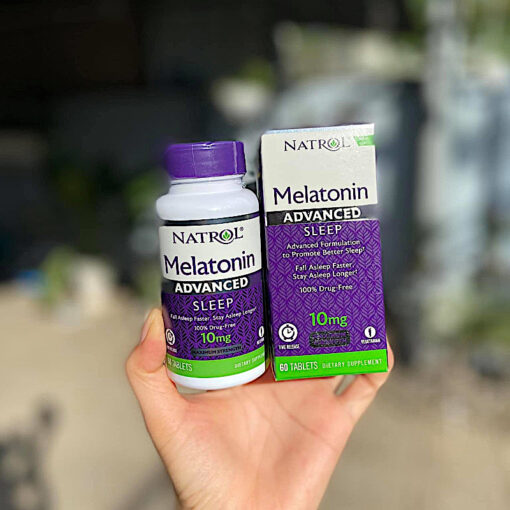 NATROL
Melatonin
ADVANCED
SLEEP
Fall Asleep Faster, Stay Asleep Longer†
100% Drug-Free
10mg
MAXIMUM STRENGTH
TABLETS
DIETARY SUPPLEMENT
NATROL
Melatonin
ADVANCED
SLEEP
Advanced Formulation
to Promote Better Sleep†
Fall Asleep Faster,
Stay Asleep Longer†
100% Drug-Free
10mg
TIME RELEASE
VEGETARIAN
60 TABLETS DIETARY SUPPLEMENT